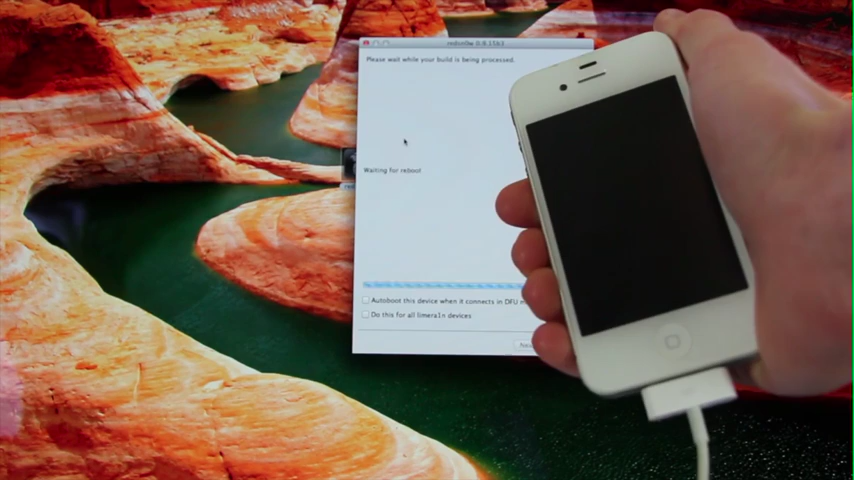 redsn0w 0.9.15b3
Please wait while your build is being processed.
Waiting for reboot
Autoboot this device when it connects in DFU
Do this for all limera1n devices